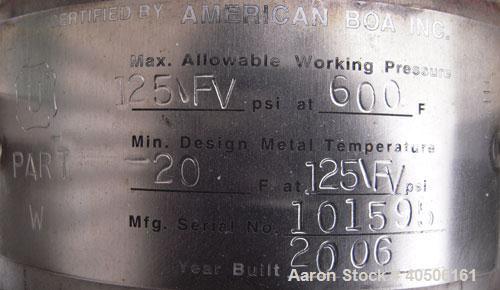 CERTIFIED BY AMERICAN BOA INC.
Max. Allowable Working Pressure
125\FV psi at 600 F
U
Min. Design Metal Temperature
PART -20 F at 125\FV psi
W Mfg. Serial No. 101595
Year Built 2006
Aaron Stock # 40506161